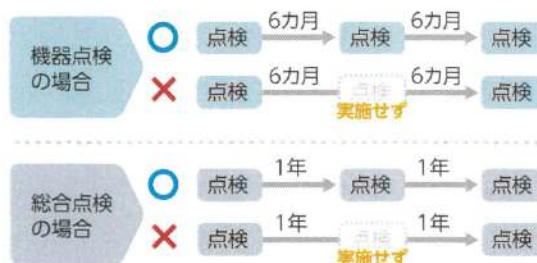 機器点検
の場合
○ 点検 6カ月 点検 6カ月 点検
× 点検 6カ月 点検 6カ月 点検
実施せず
総合点検
の場合
○ 点検 1年 点検 1年 点検
× 点検 1年 点検 1年 点検
実施せず